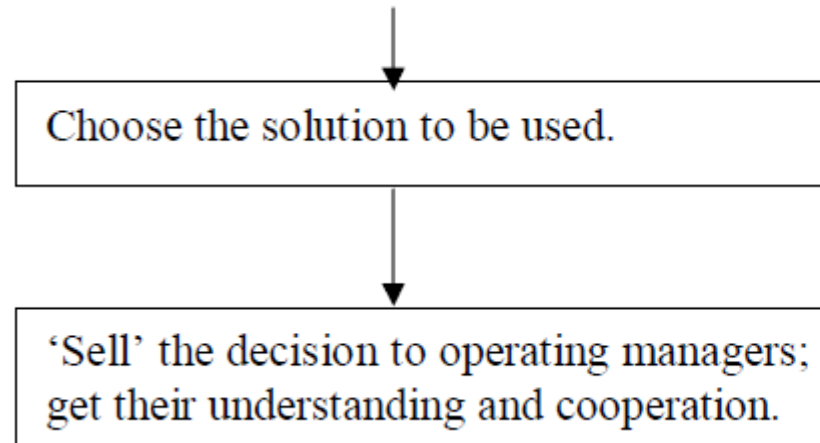 Choose the solution to be used.
‘Sell’ the decision to operating managers;
get their understanding and cooperation.